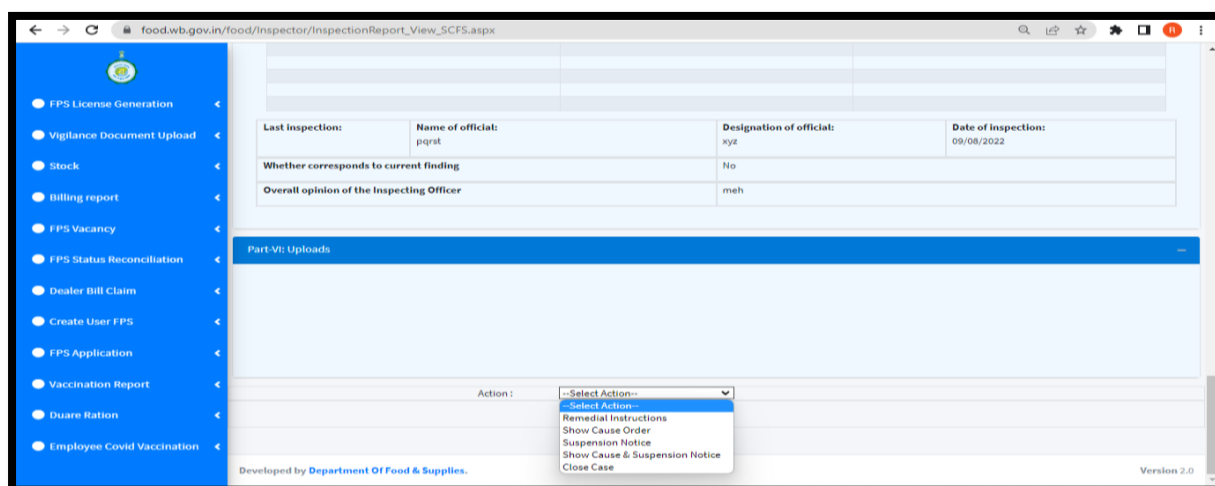 food.wb.gov.in/food/Inspector/InspectionReport_View_SCFS.aspx
R
FPS License Generation
Vigilance Document Upload
Stock
Billing report
FPS Vacancy
FPS Status Reconciliation
Dealer Bill Claim
Create User FPS
FPS Application
Vaccination Report
Duare Ration
Employee Covid Vaccination
Last inspection: Name of official: Designation of official: Date of inspection:
pqrst xyz 09/08/2022
Whether corresponds to current finding No
Overall opinion of the Inspecting Officer meh
Part-VI: Uploads
Action : --Select Action--
--Select Action--
Remedial Instructions
Show Cause Order
Suspension Notice
Show Cause & Suspension Notice
Close Case
Developed by Department Of Food & Supplies. Version 2.0